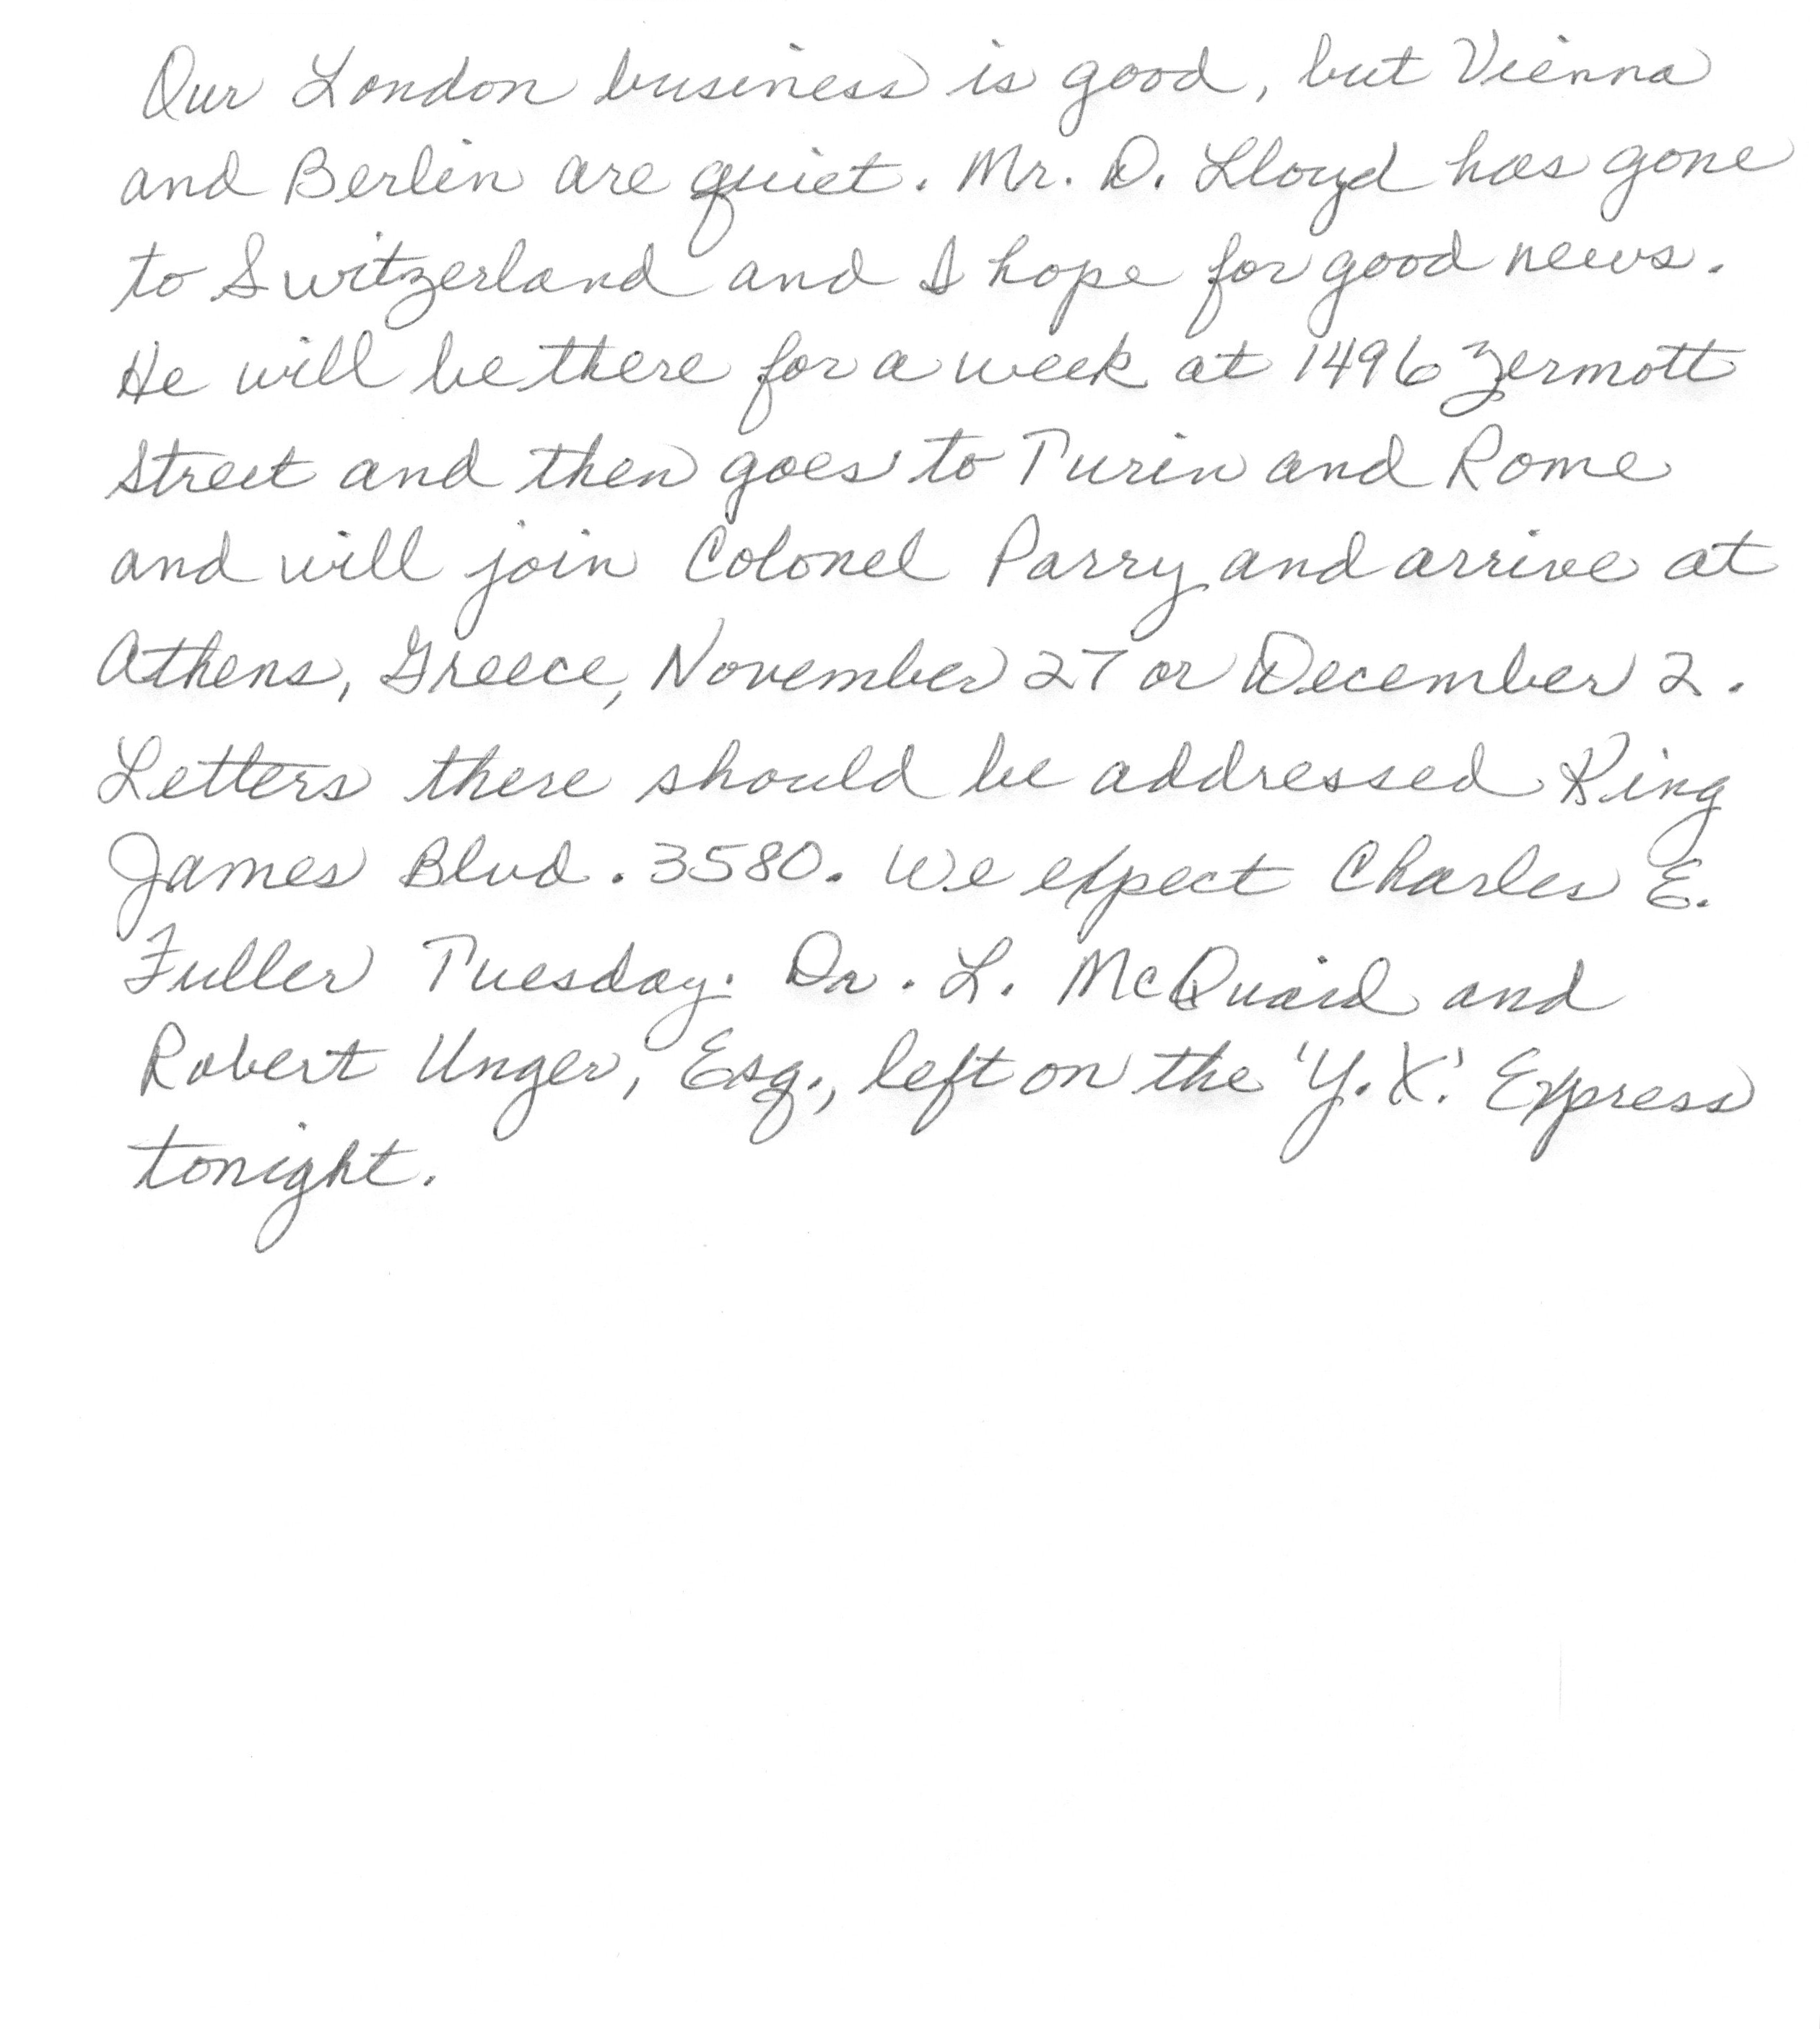 Our London business is good, but Vienna
and Berlin are quiet. Mr. D. Lloyd has gone
to Switzerland and I hope for good news.
He will be there for a week at 1496 Zermott
Street and then goes to Turin and Rome
and will join Colonel Parry and arrive at
Athens, Greece, November 27 or December 2.
Letters there should be addressed King
James Blvd. 3580. We expect Charles E.
Fuller Tuesday. Dr. L. McQuaid and
Robert Unger, Esq., left on the 'Y.X.' Express
tonight.